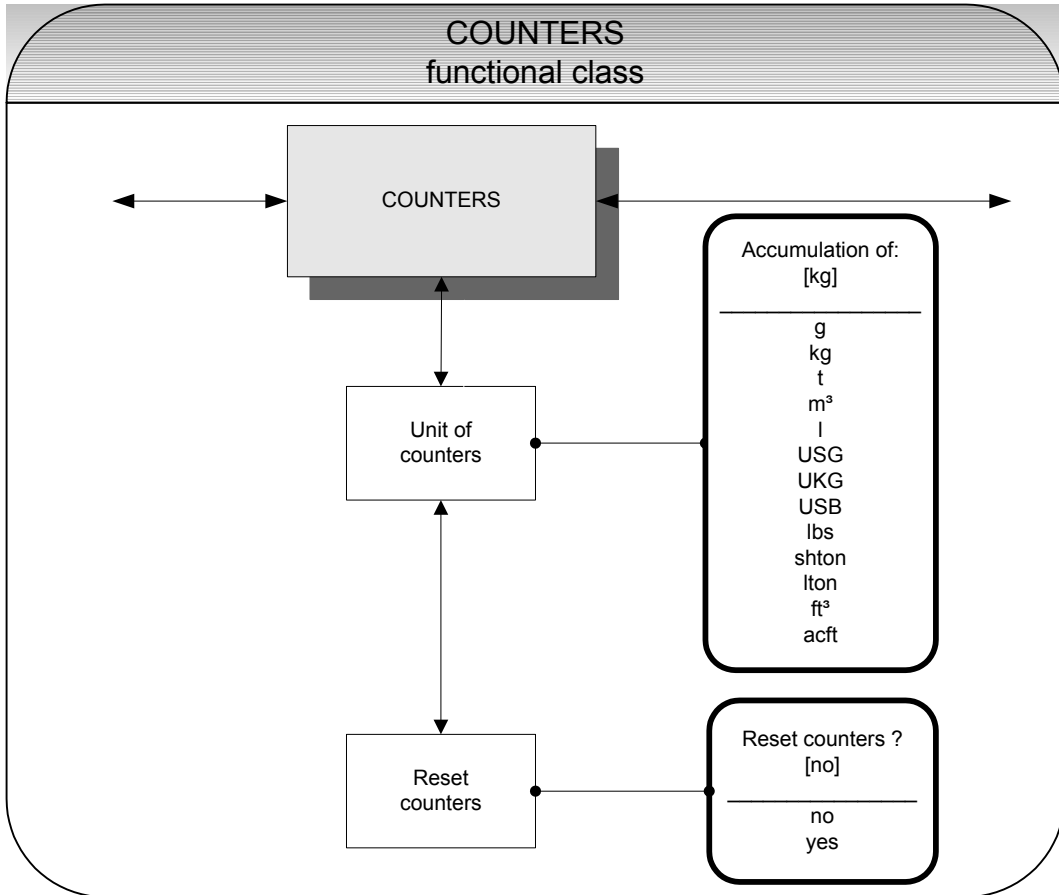 COUNTERS
functional class
COUNTERS
Accumulation of:
[kg]
g
kg
t
m³
l
USG
UKG
USB
lbs
shton
lton
ft³
acft
Unit of
counters
Reset
counters
Reset counters ?
[no]
no
yes